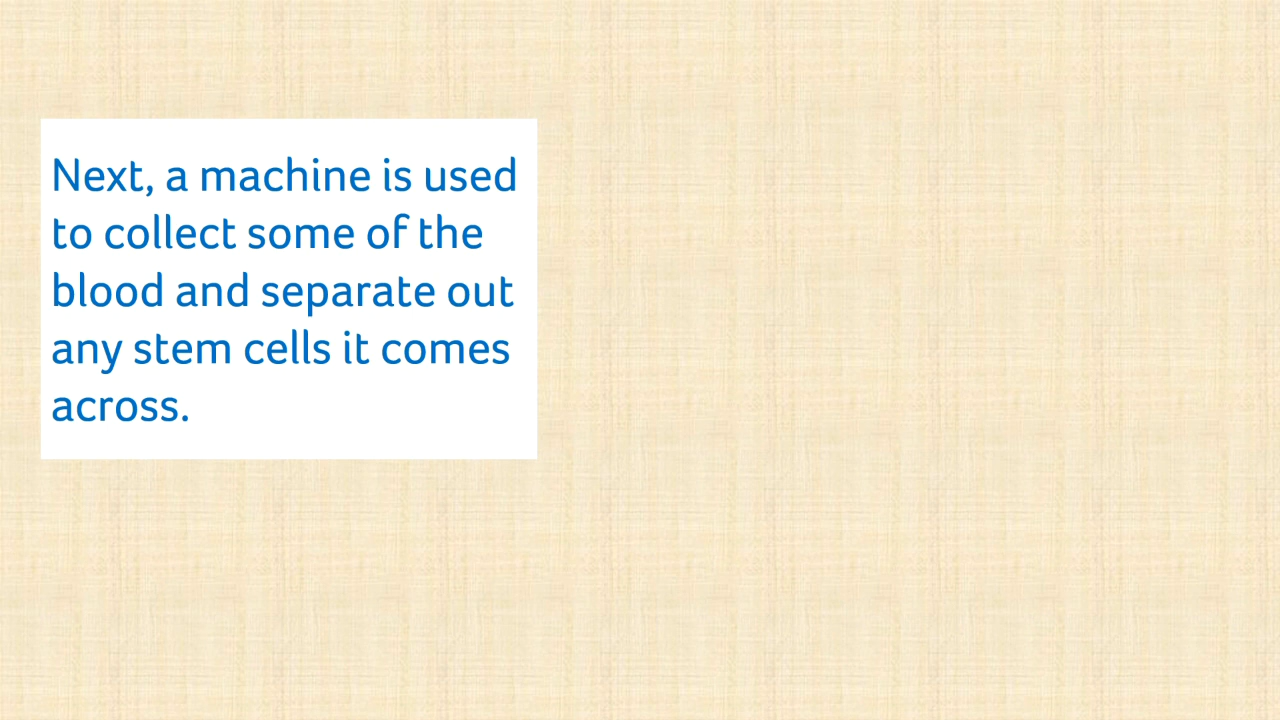 Next, a machine is used
to collect some of the
blood and separate out
any stem cells it comes
across.